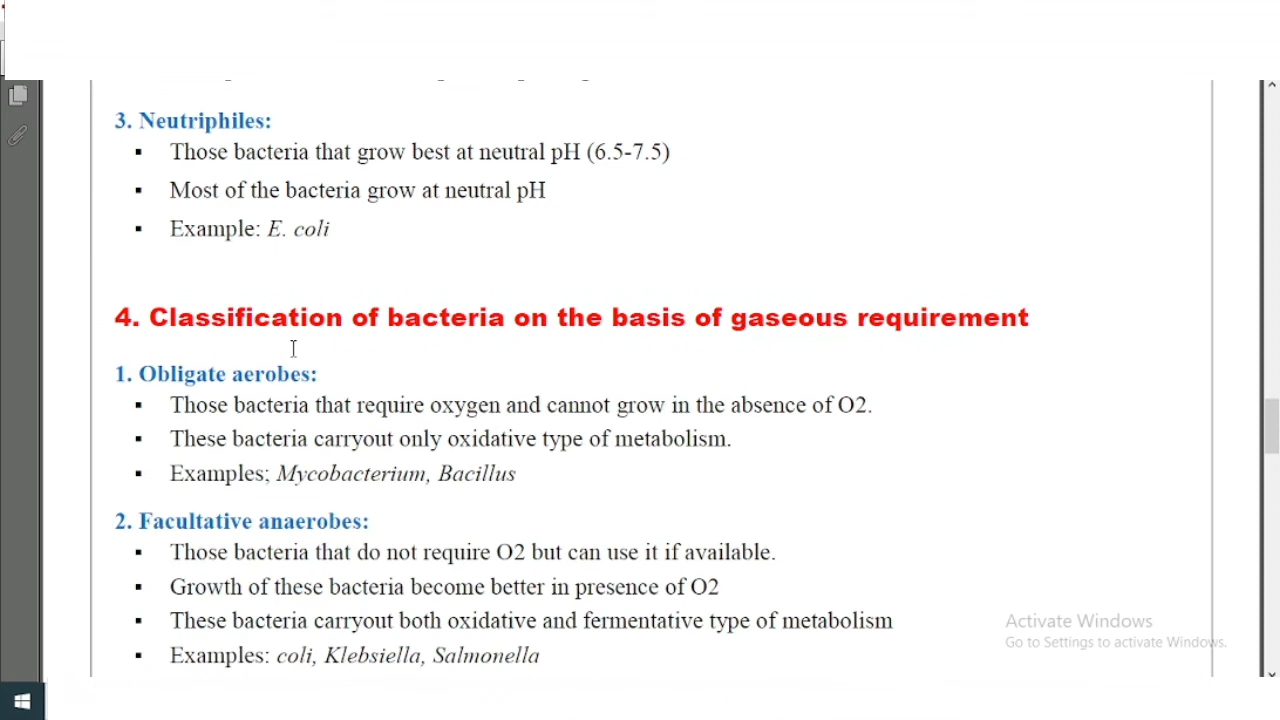 3. Neutriphiles:
▪ Those bacteria that grow best at neutral pH (6.5-7.5)
▪ Most of the bacteria grow at neutral pH
▪ Example: E. coli
4. Classification of bacteria on the basis of gaseous requirement
1. Obligate aerobes:
▪ Those bacteria that require oxygen and cannot grow in the absence of O2.
▪ These bacteria carryout only oxidative type of metabolism.
▪ Examples; Mycobacterium, Bacillus
2. Facultative anaerobes:
▪ Those bacteria that do not require O2 but can use it if available.
▪ Growth of these bacteria become better in presence of O2
▪ These bacteria carryout both oxidative and fermentative type of metabolism
▪ Examples: coli, Klebsiella, Salmonella
Activate Windows
Go to Settings to activate Windows.